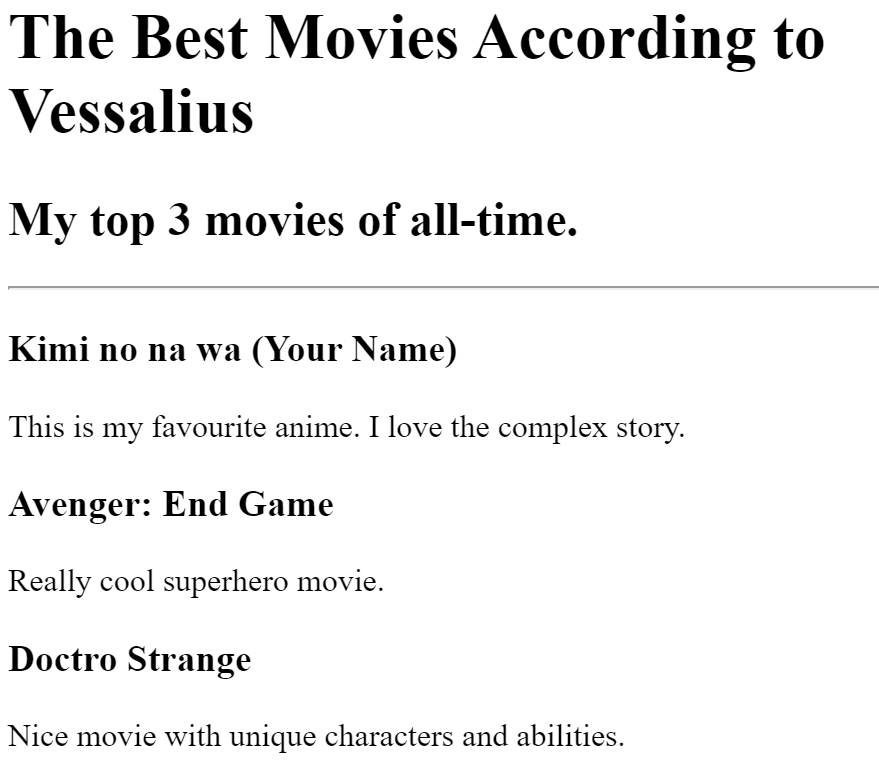 The Best Movies According to
Vessalius
My top 3 movies of all-time.
Kimi no na wa (Your Name)
This is my favourite anime. I love the complex story.
Avenger: End Game
Really cool superhero movie.
Doctro Strange
Nice movie with unique characters and abilities.